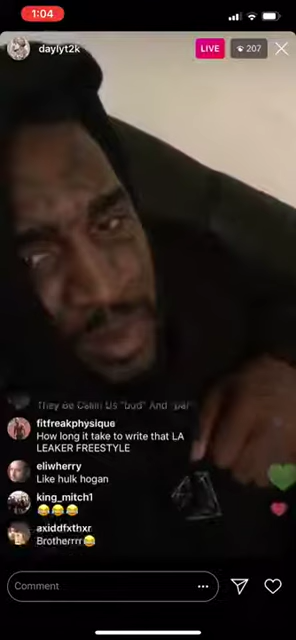 1:04
daylyt2k
LIVE
207
They Be Callin Us "bud" And "pal"
fitfreakphysique
How long it take to write that LA
LEAKER FREESTYLE
eliwherry
Like hulk hogan
king_mitch1
😂😂😂
axiddfxthxr
Brotherrrr😂
Comment